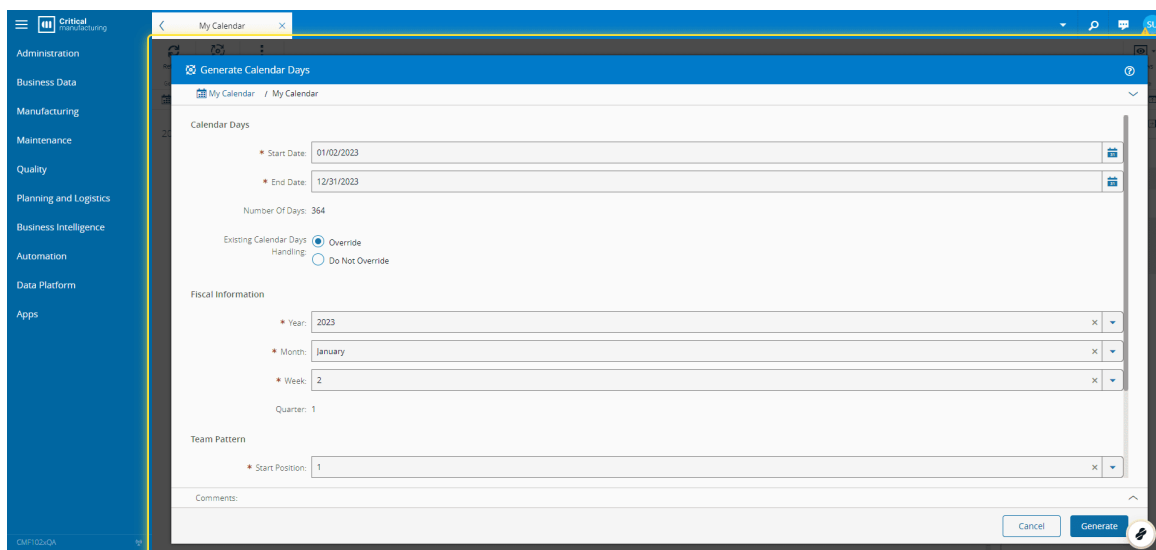 Critical
manufacturing
My Calendar
SU
Administration
Business Data
Manufacturing
Maintenance
Quality
Planning and Logistics
Business Intelligence
Automation
Data Platform
Apps
CMF102xQA
Generate Calendar Days
My Calendar / My Calendar
Calendar Days
* Start Date: 01/02/2023
* End Date: 12/31/2023
Number Of Days: 364
Existing Calendar Days Handling:
Override
Do Not Override
Fiscal Information
* Year: 2023
* Month: January
* Week: 2
Quarter: 1
Team Pattern
* Start Position: 1
Comments:
Cancel
Generate